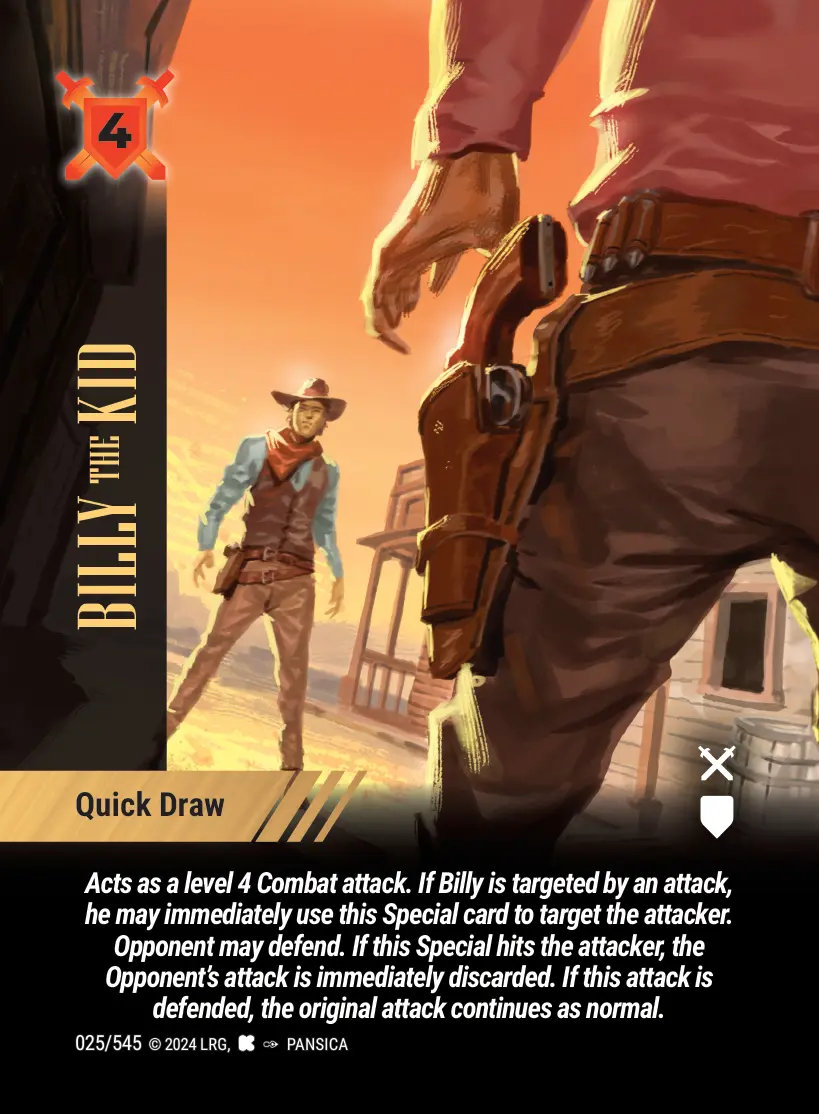 4
BILLY THE KID
Quick Draw
Acts as a level 4 Combat attack. If Billy is targeted by an attack,
he may immediately use this Special card to target the attacker.
Opponent may defend. If this Special hits the attacker, the
Opponent’s attack is immediately discarded. If this attack is
defended, the original attack continues as normal.
025/545 © 2024 LRG, PANSICA